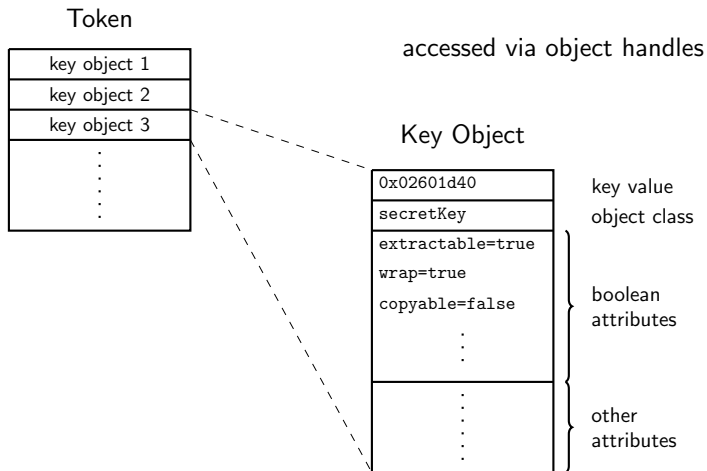 Token
key object 1
key object 2
key object 3
accessed via object handles
Key Object
0x02601d40
key value
secretKey
object class
extractable=true
wrap=true
copyable=false
boolean
attributes
other
attributes